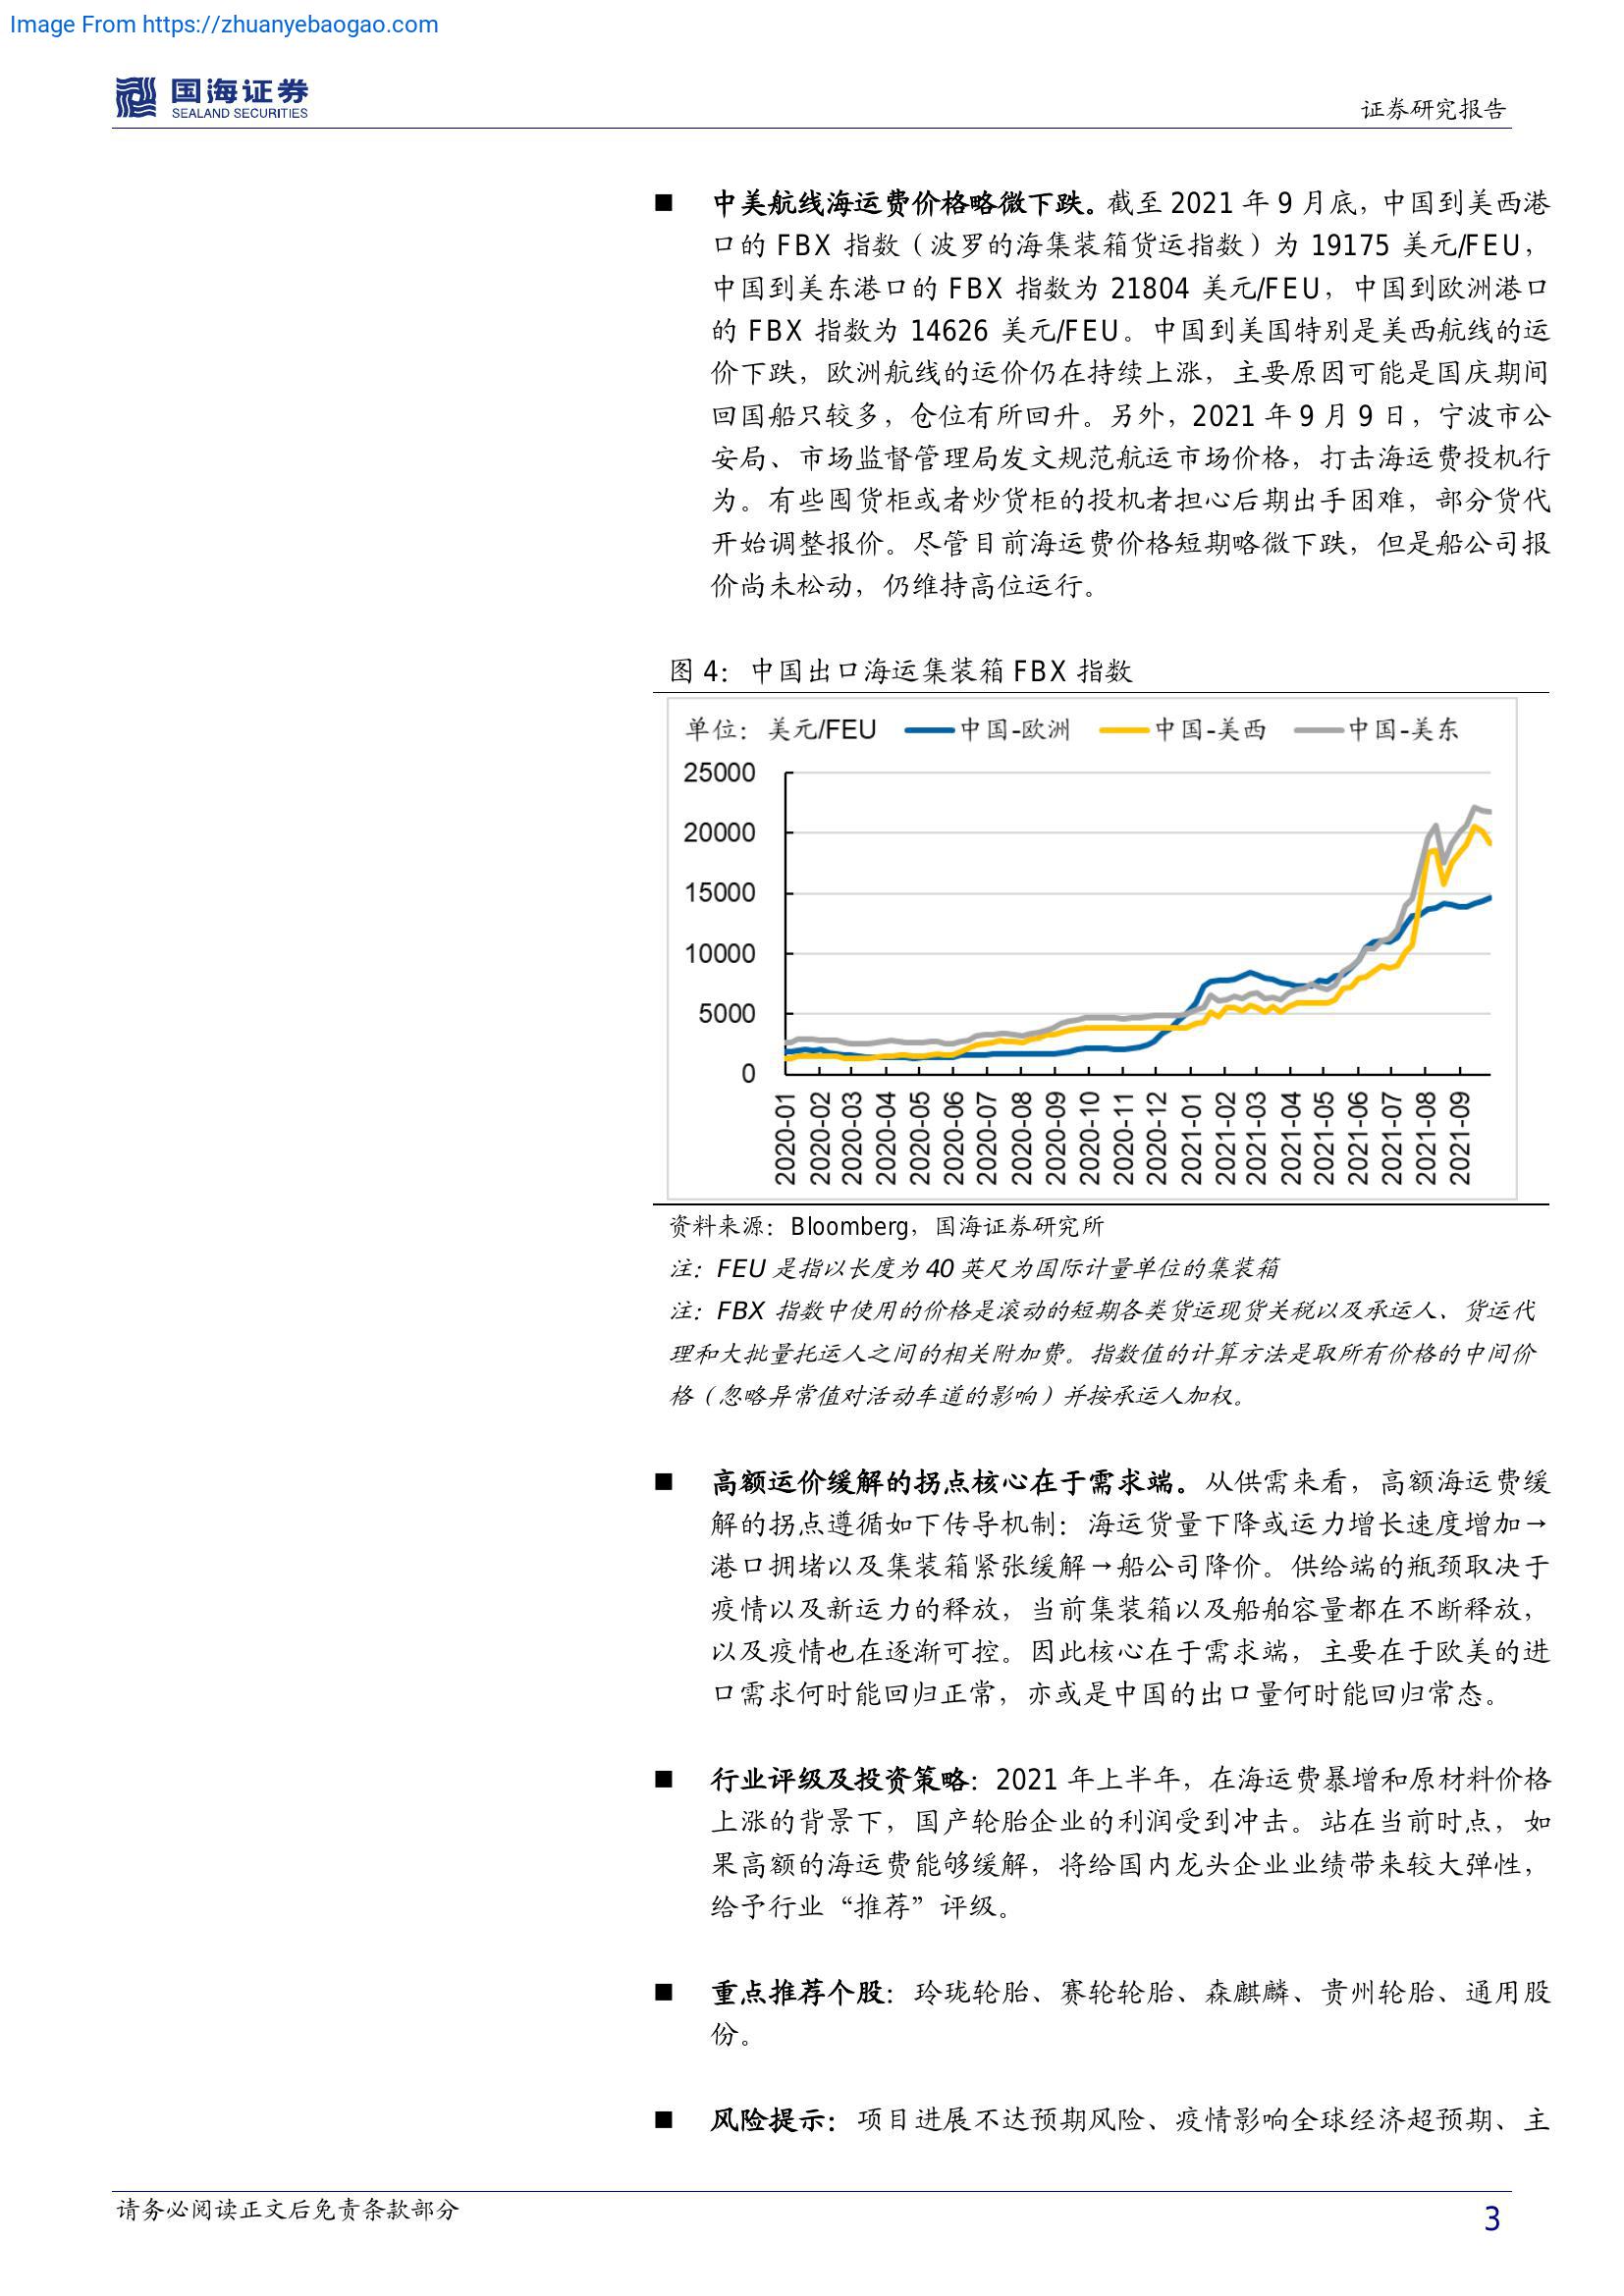 Image From https://zhuanyebaogao.com
国海证券
SEALAND SECURITIES
证券研究报告
■ 中美航线海运费价格略微下跌。截至 2021 年 9 月底，中国到美西港
口的 FBX 指数（波罗的海集装箱货运指数）为 19175 美元/FEU，
中国到美东港口的 FBX 指数为 21804 美元/FEU，中国到欧洲港口
的 FBX 指数为 14626 美元/FEU。中国到美国特别是美西航线的运
价下跌，欧洲航线的运价仍在持续上涨，主要原因可能是国庆期间
回国船只较多，仓位有所回升。另外，2021 年 9 月 9 日，宁波市公
安局、市场监督管理局发文规范航运市场价格，打击海运费投机行
为。有些囤货柜或者炒货柜的投机者担心后期出手困难，部分货代
开始调整报价。尽管目前海运费价格短期略微下跌，但是船公司报
价尚未松动，仍维持高位运行。
图 4：中国出口海运集装箱 FBX 指数
单位：美元/FEU 中国-欧洲 中国-美西 中国-美东
25000
20000
15000
10000
5000
0
2020-01 2020-02 2020-03 2020-04 2020-05 2020-06 2020-07 2020-08 2020-09 2020-10 2020-11 2020-12 2021-01 2021-02 2021-03 2021-04 2021-05 2021-06 2021-07 2021-08 2021-09
资料来源：Bloomberg，国海证券研究所
注：FEU 是指以长度为 40 英尺为国际计量单位的集装箱
注：FBX 指数中使用的价格是滚动的短期各类货运现货关税以及承运人、货运代
理和大批量托运人之间的相关附加费。指数值的计算方法是取所有价格的中间价
格（忽略异常值对活动车道的影响）并按承运人加权。
■ 高额运价缓解的拐点核心在于需求端。从供需来看，高额海运费缓
解的拐点遵循如下传导机制：海运货量下降或运力增长速度增加→
港口拥堵以及集装箱紧张缓解→船公司降价。供给端的瓶颈取决于
疫情以及新运力的释放，当前集装箱以及船舶容量都在不断释放，
以及疫情也在逐渐可控。因此核心在于需求端，主要在于欧美的进
口需求何时能回归正常，亦或是中国的出口量何时能回归常态。
■ 行业评级及投资策略：2021 年上半年，在海运费暴增和原材料价格
上涨的背景下，国产轮胎企业的利润受到冲击。站在当前时点，如
果高额的海运费能够缓解，将给国内龙头企业业绩带来较大弹性，
给予行业“推荐”评级。
■ 重点推荐个股：玲珑轮胎、赛轮轮胎、森麒麟、贵州轮胎、通用股
份。
■ 风险提示：项目进展不达预期风险、疫情影响全球经济超预期、主
请务必阅读正文后免责条款部分
3